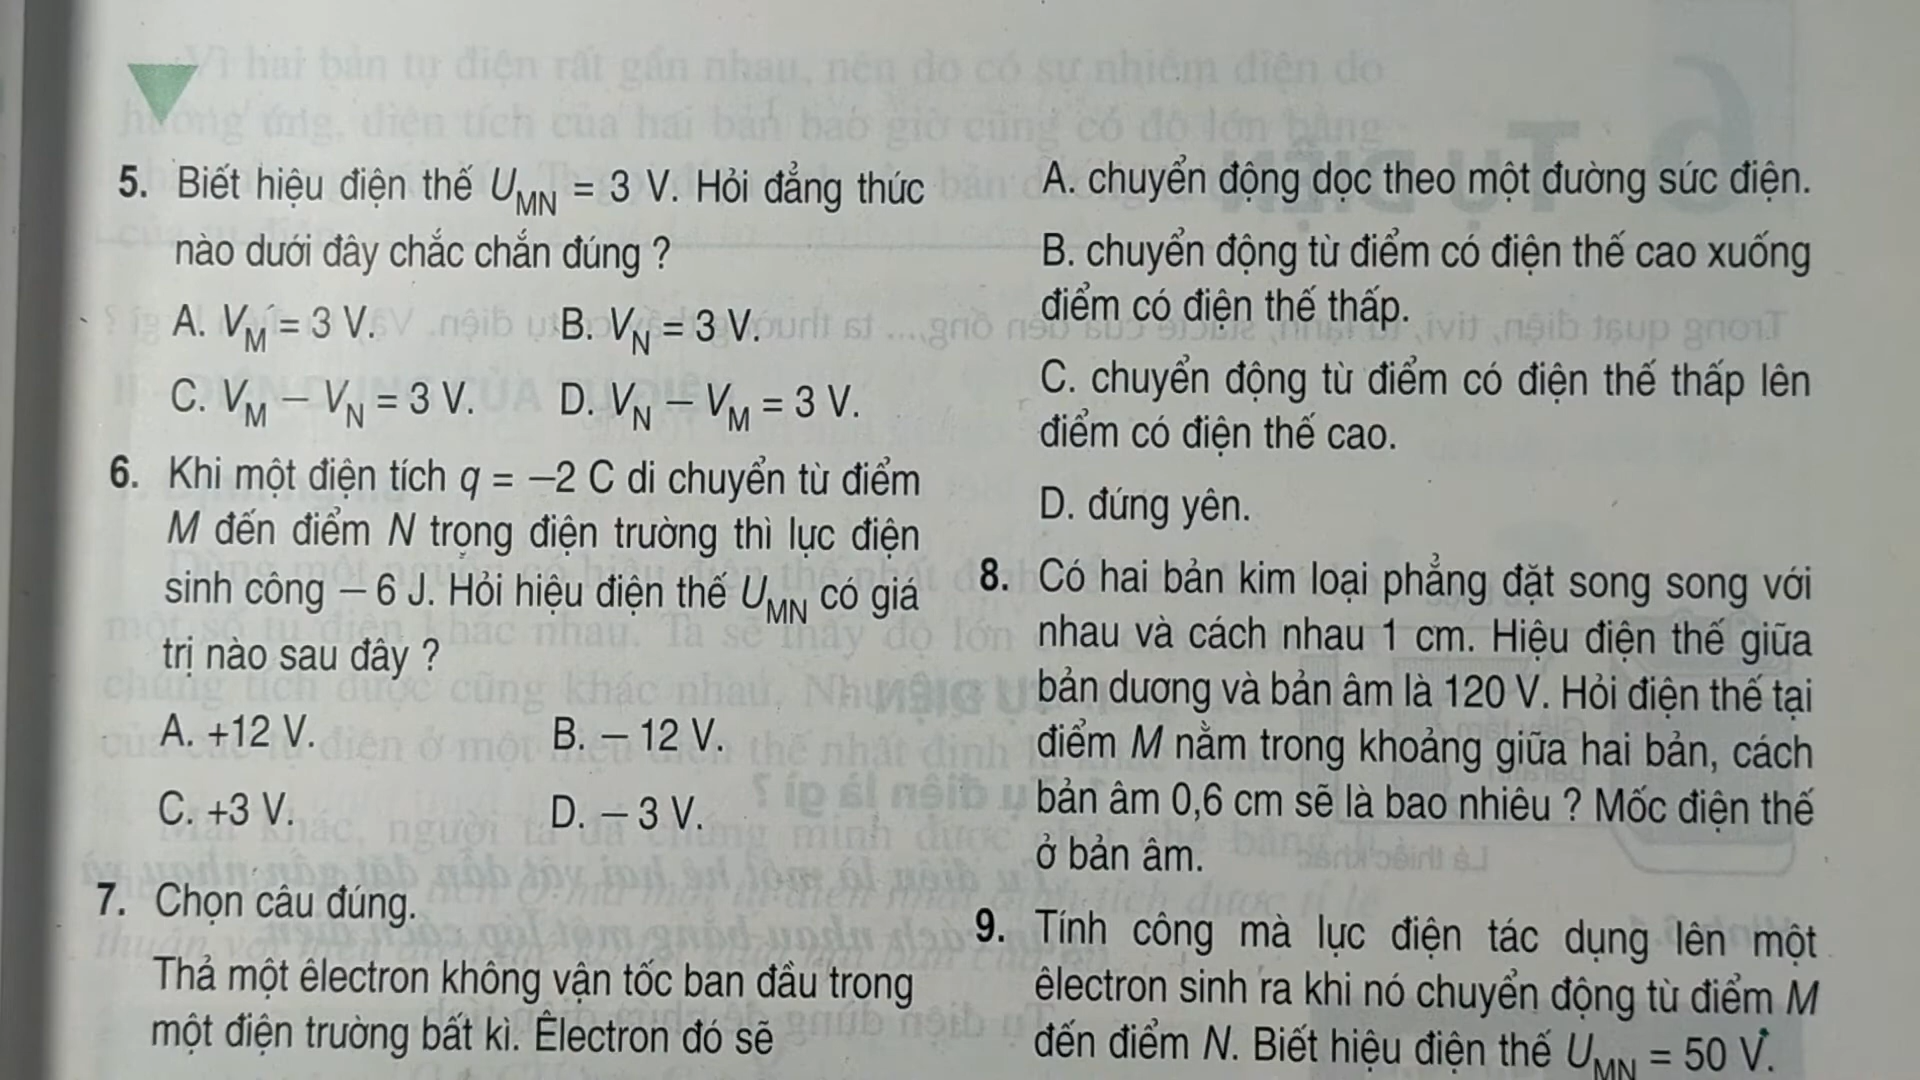 5. Biết hiệu điện thế U_MN = 3 V. Hỏi đẳng thức
nào dưới đây chắc chắn đúng ?
A. V_M = 3 V. B. V_N = 3 V.
C. V_M – V_N = 3 V. D. V_N – V_M = 3 V.
6. Khi một điện tích q = –2 C di chuyển từ điểm
M đến điểm N trong điện trường thì lực điện
sinh công – 6 J. Hỏi hiệu điện thế U_MN có giá
trị nào sau đây ?
A. +12 V. B. – 12 V.
C. +3 V. D. – 3 V.
7. Chọn câu đúng.
Thả một êlectron không vận tốc ban đầu trong
một điện trường bất kì. Êlectron đó sẽ
A. chuyển động dọc theo một đường sức điện.
B. chuyển động từ điểm có điện thế cao xuống
điểm có điện thế thấp.
C. chuyển động từ điểm có điện thế thấp lên
điểm có điện thế cao.
D. đứng yên.
8. Có hai bản kim loại phẳng đặt song song với
nhau và cách nhau 1 cm. Hiệu điện thế giữa
bản dương và bản âm là 120 V. Hỏi điện thế tại
điểm M nằm trong khoảng giữa hai bản, cách
bản âm 0,6 cm sẽ là bao nhiêu ? Mốc điện thế
ở bản âm.
9. Tính công mà lực điện tác dụng lên một
êlectron sinh ra khi nó chuyển động từ điểm M
đến điểm N. Biết hiệu điện thế U_MN = 50 V.